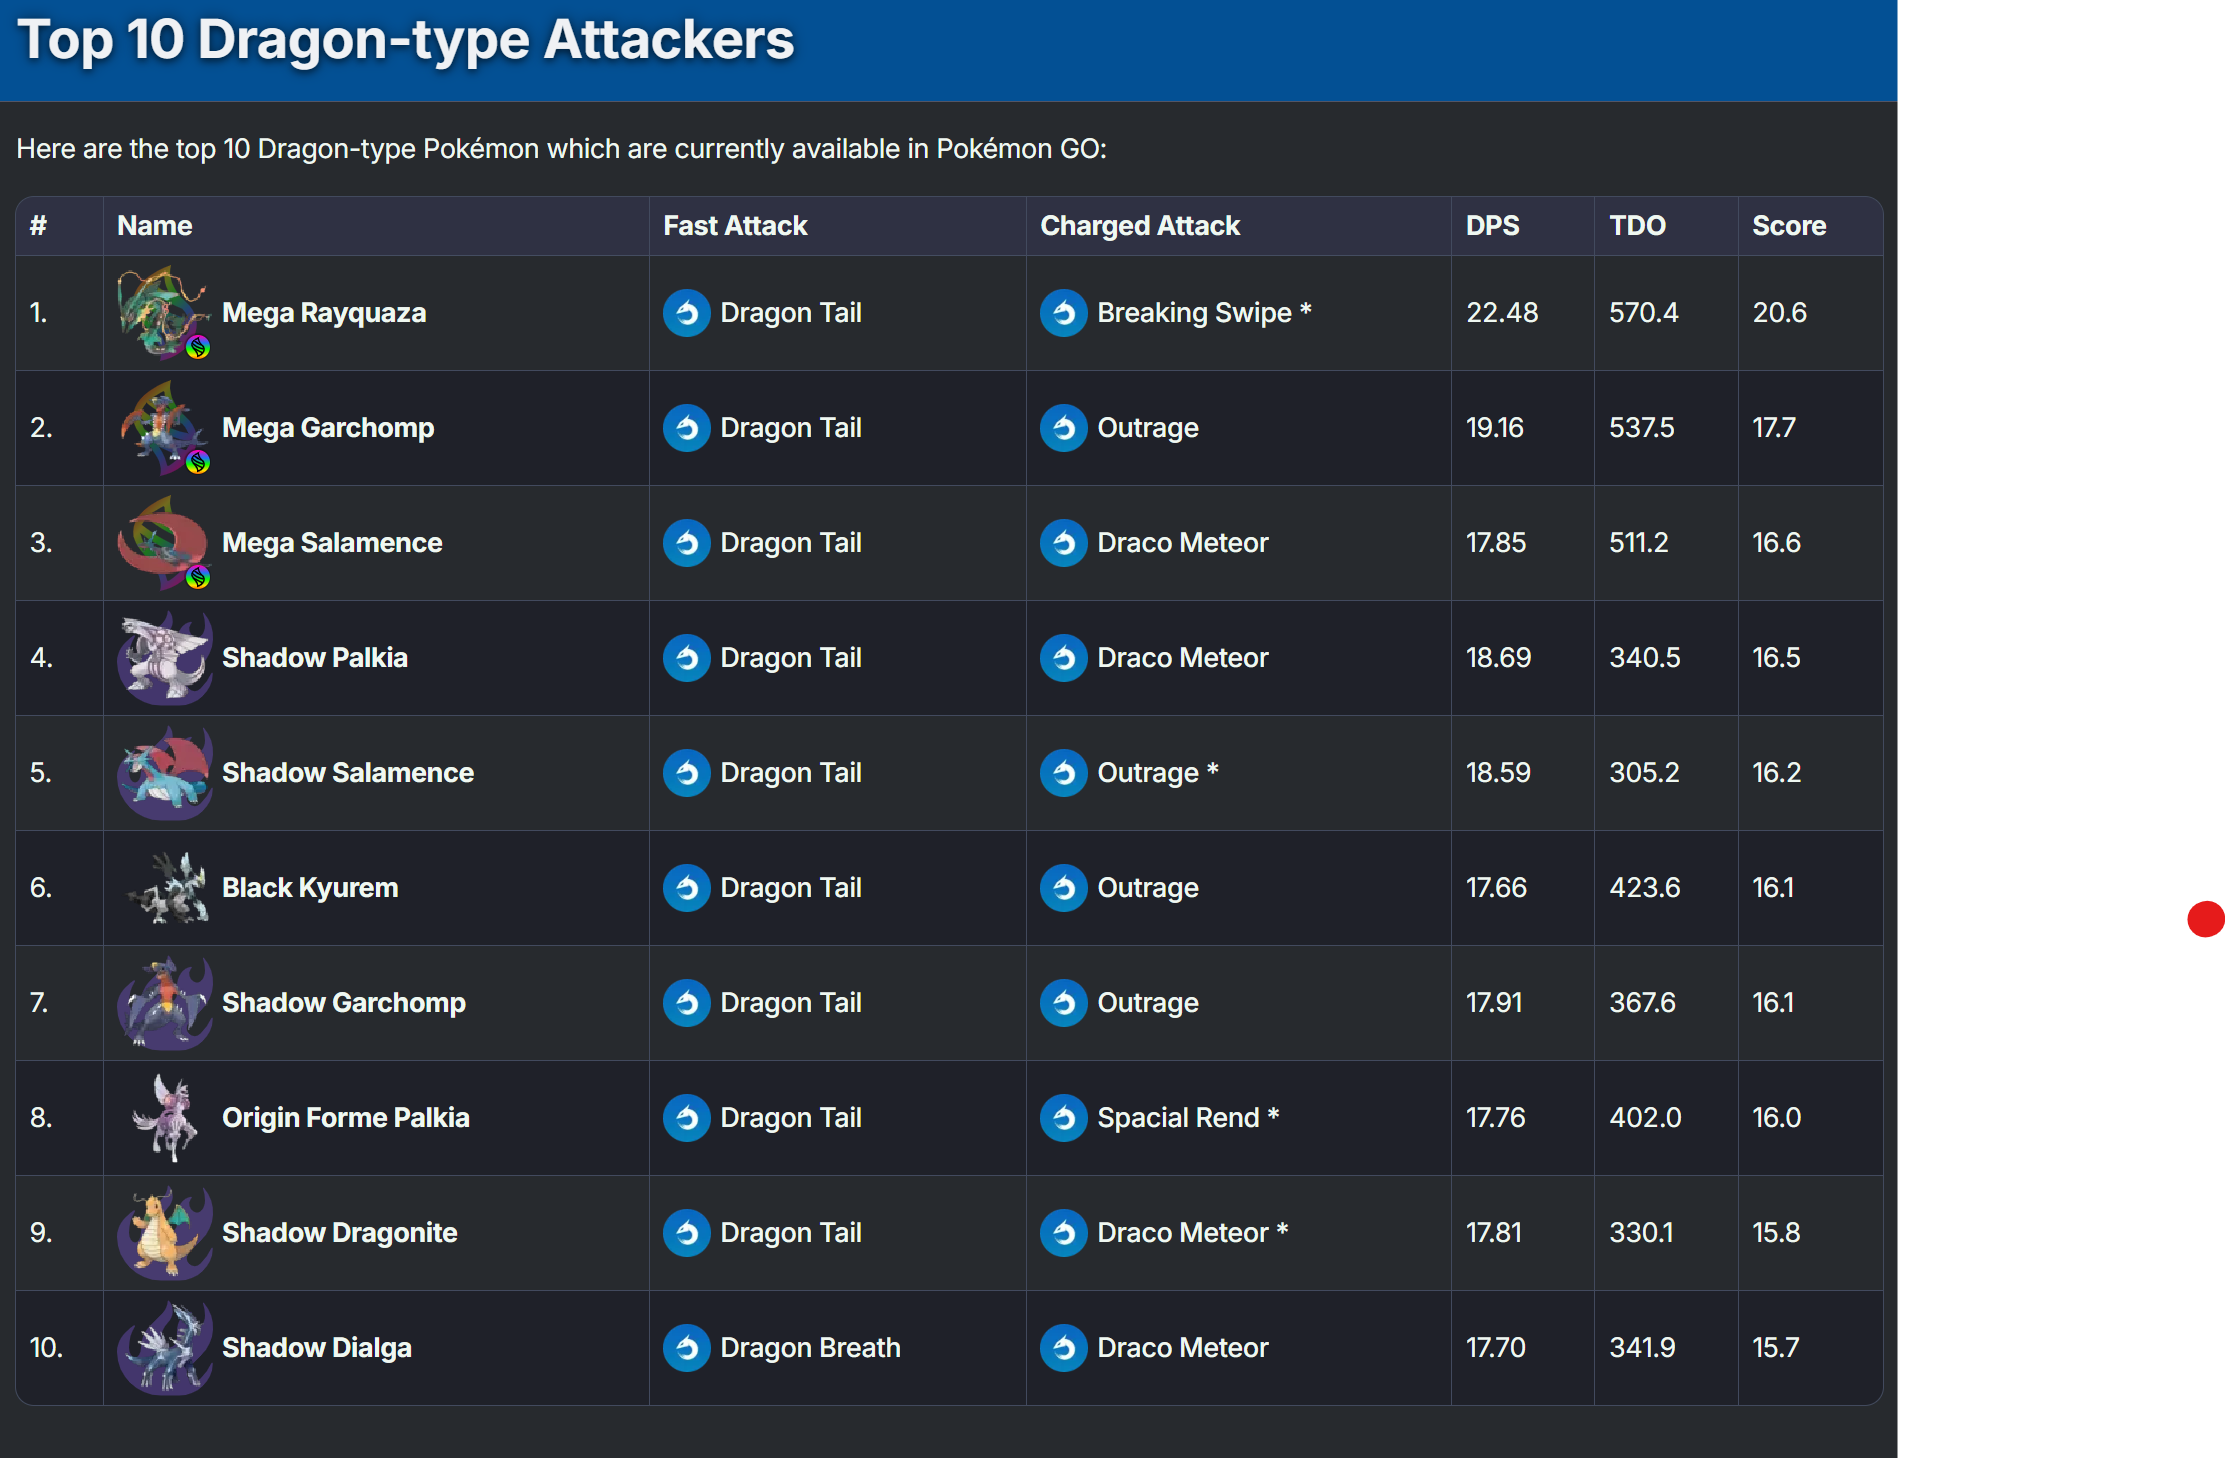 Top 10 Dragon-type Attackers
Here are the top 10 Dragon-type Pokémon which are currently available in Pokémon GO:
# Name Fast Attack Charged Attack DPS TDO Score
1. Mega Rayquaza Dragon Tail Breaking Swipe * 22.48 570.4 20.6
2. Mega Garchomp Dragon Tail Outrage 19.16 537.5 17.7
3. Mega Salamence Dragon Tail Draco Meteor 17.85 511.2 16.6
4. Shadow Palkia Dragon Tail Draco Meteor 18.69 340.5 16.5
5. Shadow Salamence Dragon Tail Outrage * 18.59 305.2 16.2
6. Black Kyurem Dragon Tail Outrage 17.66 423.6 16.1
7. Shadow Garchomp Dragon Tail Outrage 17.91 367.6 16.1
8. Origin Forme Palkia Dragon Tail Spacial Rend * 17.76 402.0 16.0
9. Shadow Dragonite Dragon Tail Draco Meteor * 17.81 330.1 15.8
10. Shadow Dialga Dragon Breath Draco Meteor 17.70 341.9 15.7